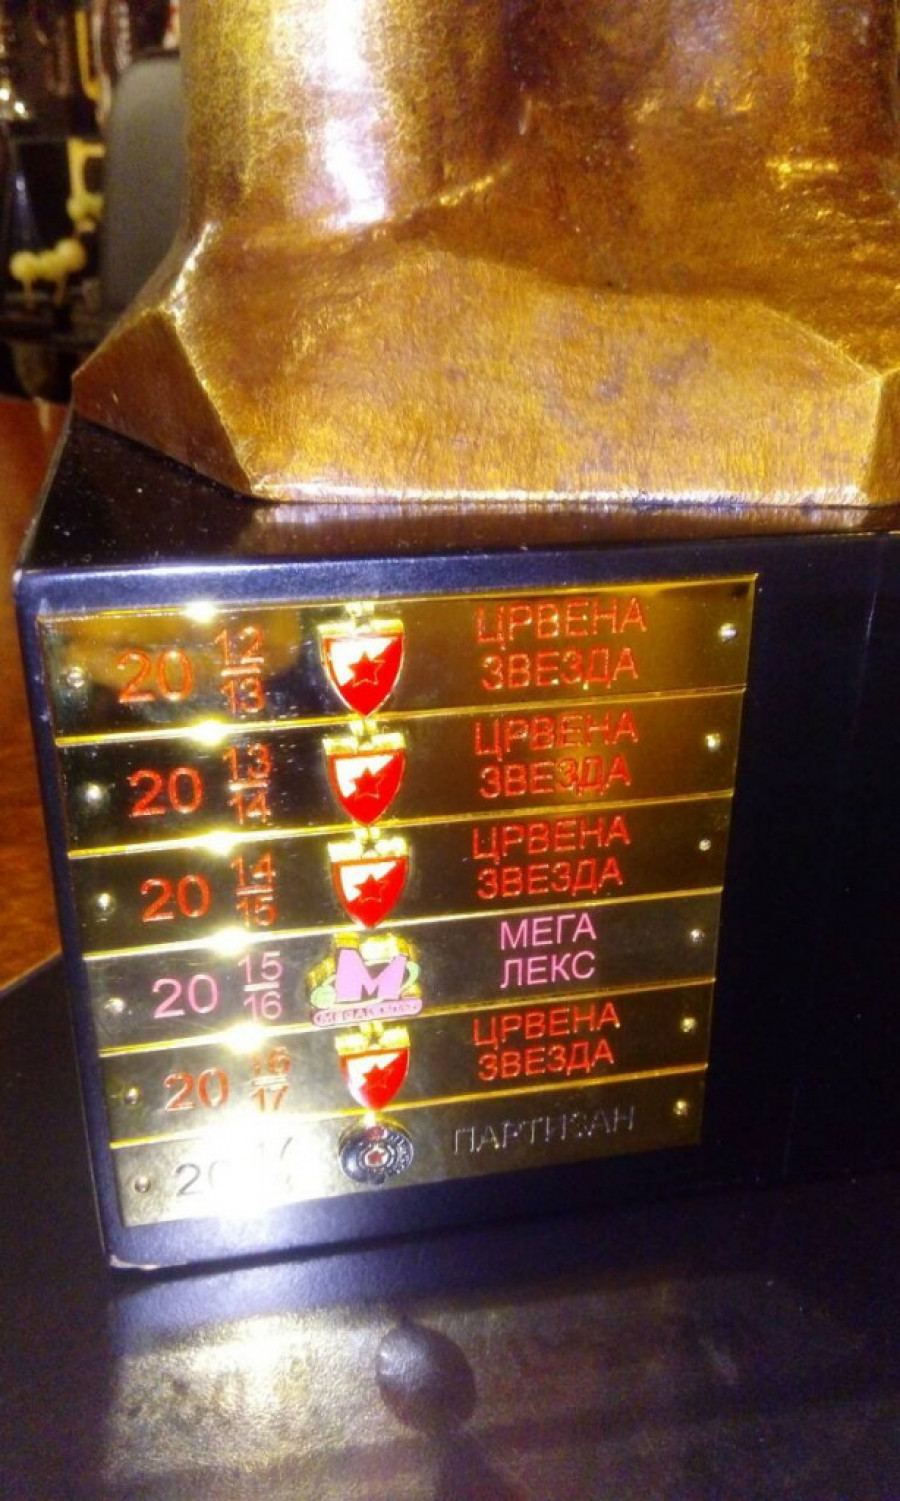 20 12/13 ЦРВЕНА
ЗВЕЗДА
20 13/14 ЦРВЕНА
ЗВЕЗДА
20 14/15 ЦРВЕНА
ЗВЕЗДА
20 15/16 МЕГА
ЛЕКС
20 16/17 ЦРВЕНА
ЗВЕЗДА
20 ПАРТИЗАН